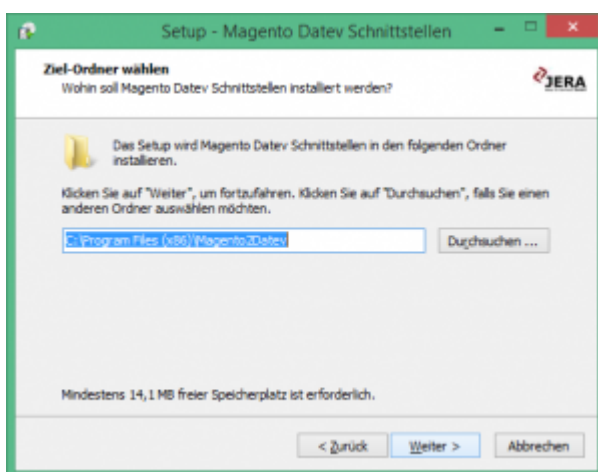 Setup - Magento Datev Schnittstellen
Ziel-Ordner wählen
Wohin soll Magento Datev Schnittstellen installiert werden?
JERA
Das Setup wird Magento Datev Schnittstellen in den folgenden Ordner
installieren.
Klicken Sie auf "Weiter", um fortzufahren. Klicken Sie auf "Durchsuchen", falls Sie einen
anderen Ordner auswählen möchten.
C:\Program Files (x86)\Magento2Datev
Durchsuchen ...
Mindestens 14,1 MB freier Speicherplatz ist erforderlich.
< Zurück
Weiter >
Abbrechen